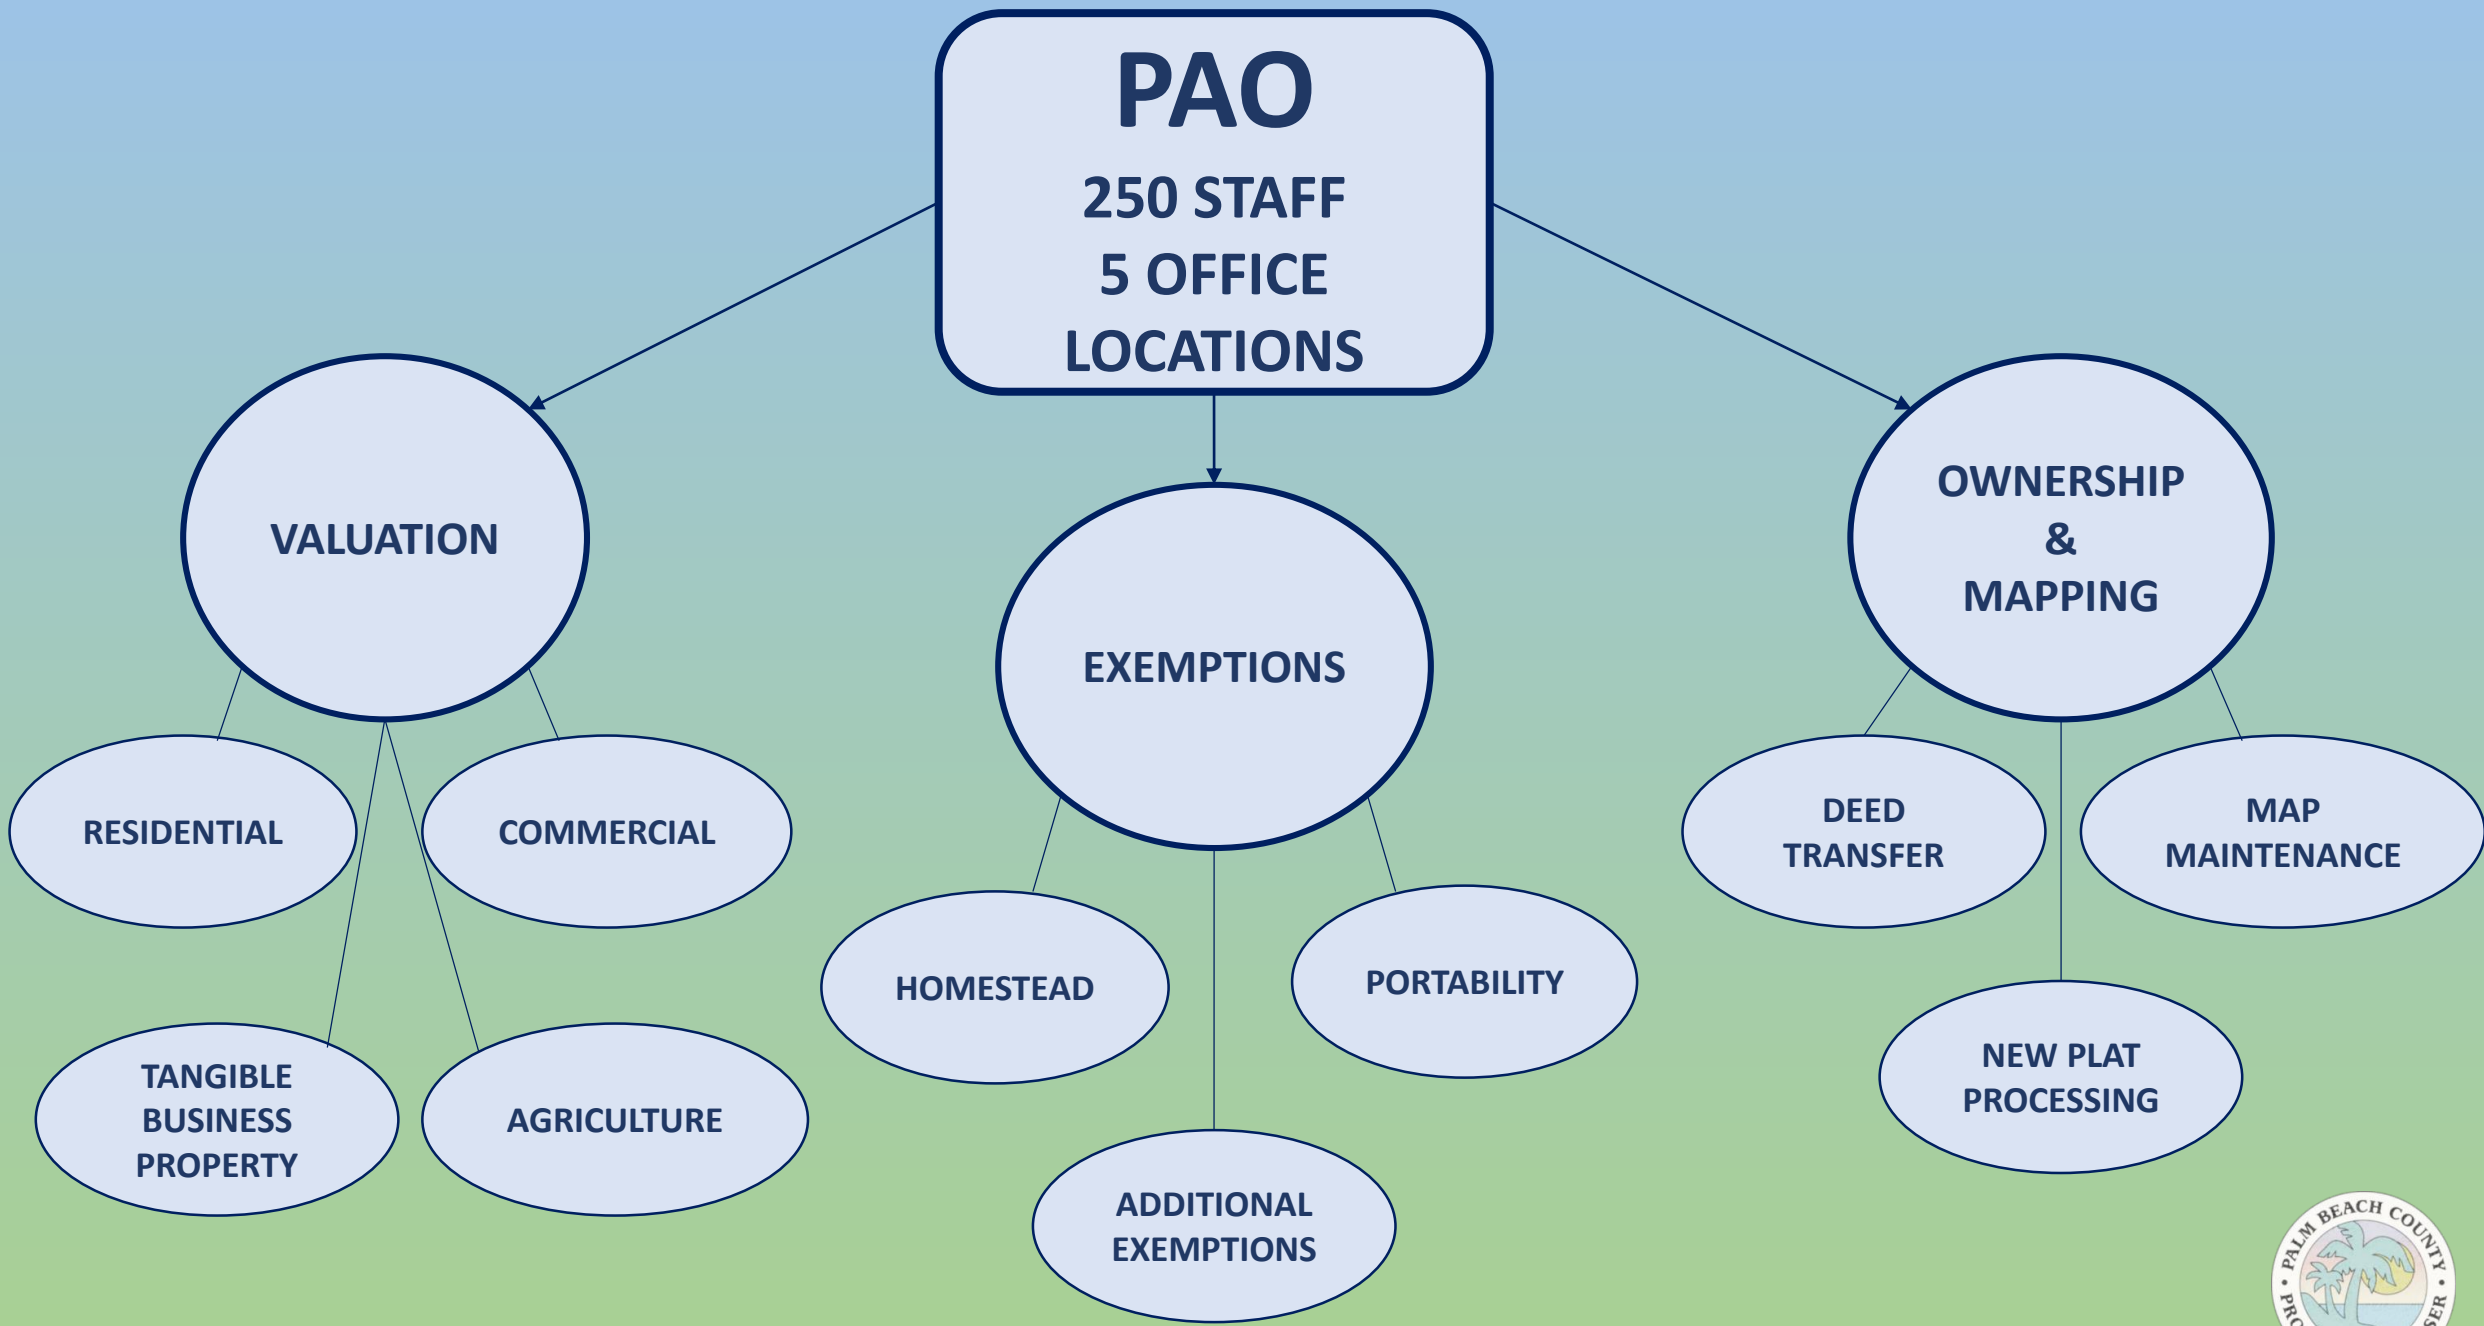 PAO
250 STAFF
5 OFFICE
LOCATIONS
VALUATION
EXEMPTIONS
OWNERSHIP
&
MAPPING
RESIDENTIAL
COMMERCIAL
TANGIBLE
BUSINESS
PROPERTY
AGRICULTURE
HOMESTEAD
PORTABILITY
ADDITIONAL
EXEMPTIONS
DEED
TRANSFER
MAP
MAINTENANCE
NEW PLAT
PROCESSING
• PALM BEACH COUNTY •